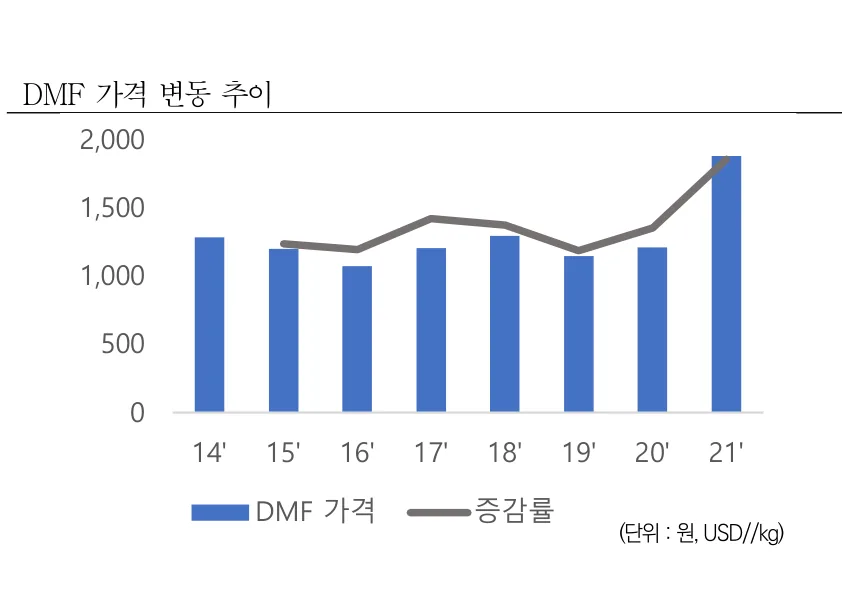 DMF 가격 변동 추이
2,000
1,500
1,000
500
0
14' 15' 16' 17' 18' 19' 20' 21'
DMF 가격 증감률
(단위 : 원, USD//kg)